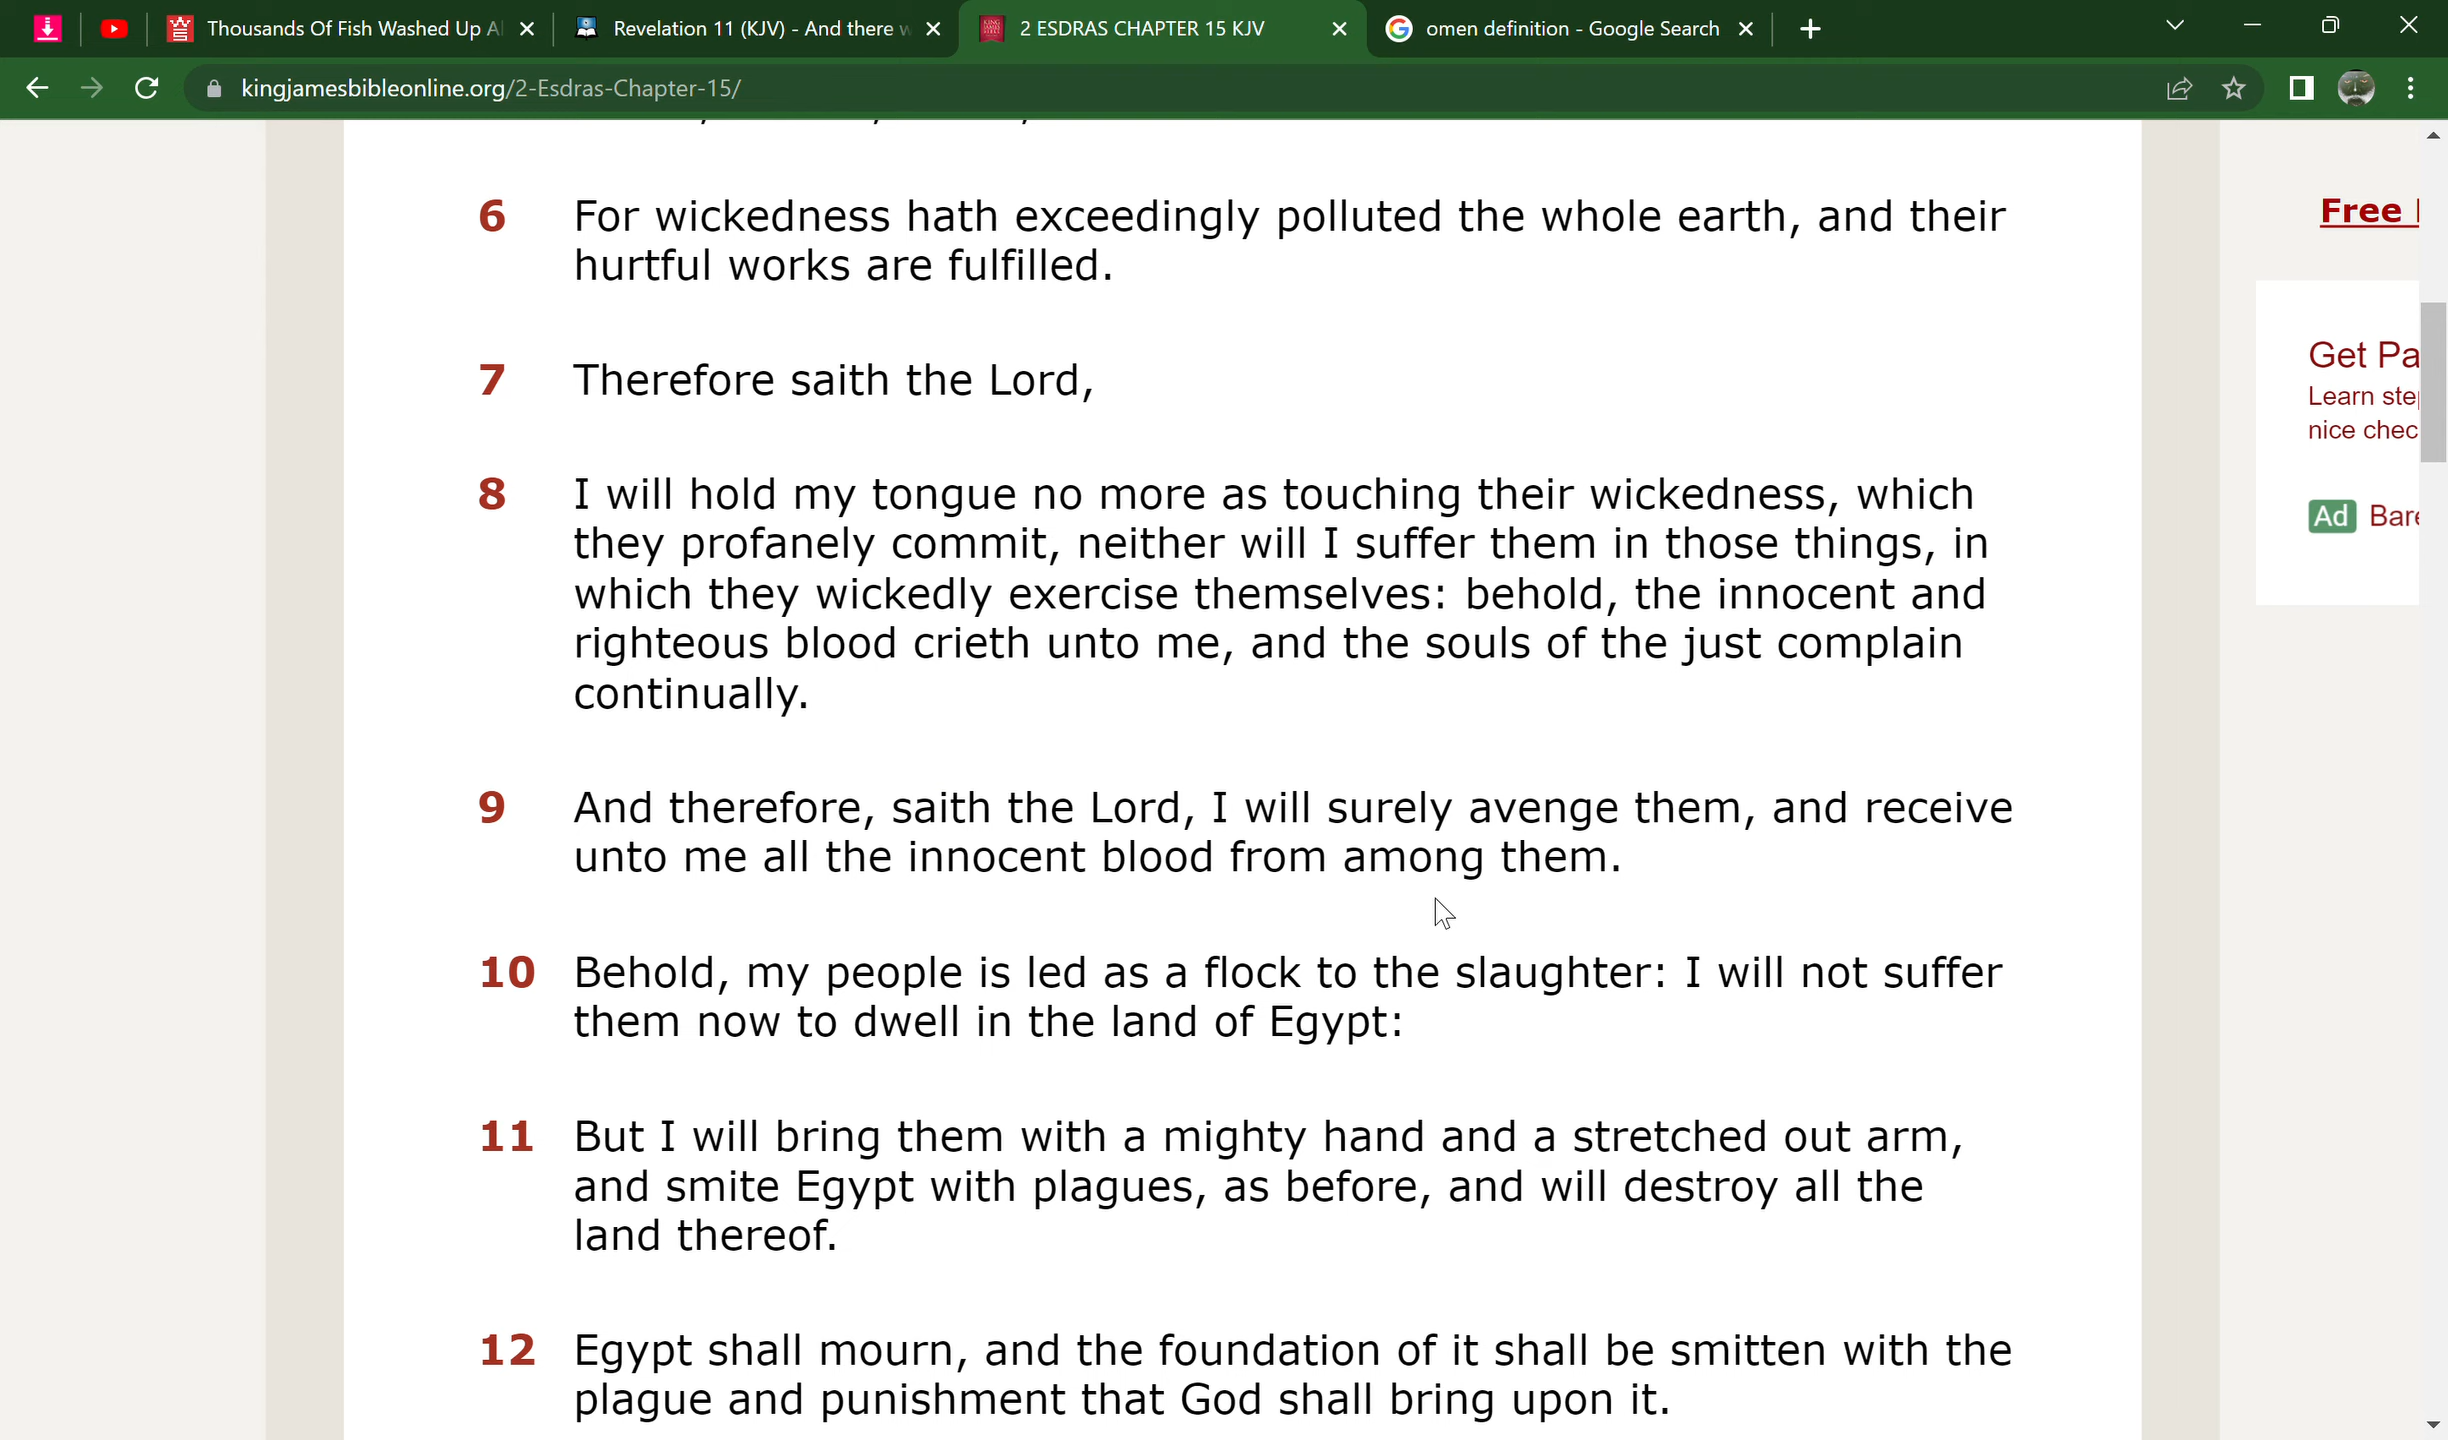 Thousands Of Fish Washed Up Al
Revelation 11 (KJV) - And there w
2 ESDRAS CHAPTER 15 KJV
omen definition - Google Search
kingjamesbibleonline.org/2-Esdras-Chapter-15/
6 For wickedness hath exceedingly polluted the whole earth, and their
hurtful works are fulfilled.
7 Therefore saith the Lord,
8 I will hold my tongue no more as touching their wickedness, which
they profanely commit, neither will I suffer them in those things, in
which they wickedly exercise themselves: behold, the innocent and
righteous blood crieth unto me, and the souls of the just complain
continually.
9 And therefore, saith the Lord, I will surely avenge them, and receive
unto me all the innocent blood from among them.
10 Behold, my people is led as a flock to the slaughter: I will not suffer
them now to dwell in the land of Egypt:
11 But I will bring them with a mighty hand and a stretched out arm,
and smite Egypt with plagues, as before, and will destroy all the
land thereof.
12 Egypt shall mourn, and the foundation of it shall be smitten with the
plague and punishment that God shall bring upon it.
Free
Get Pa
Learn ste
nice chec
Ad Bare